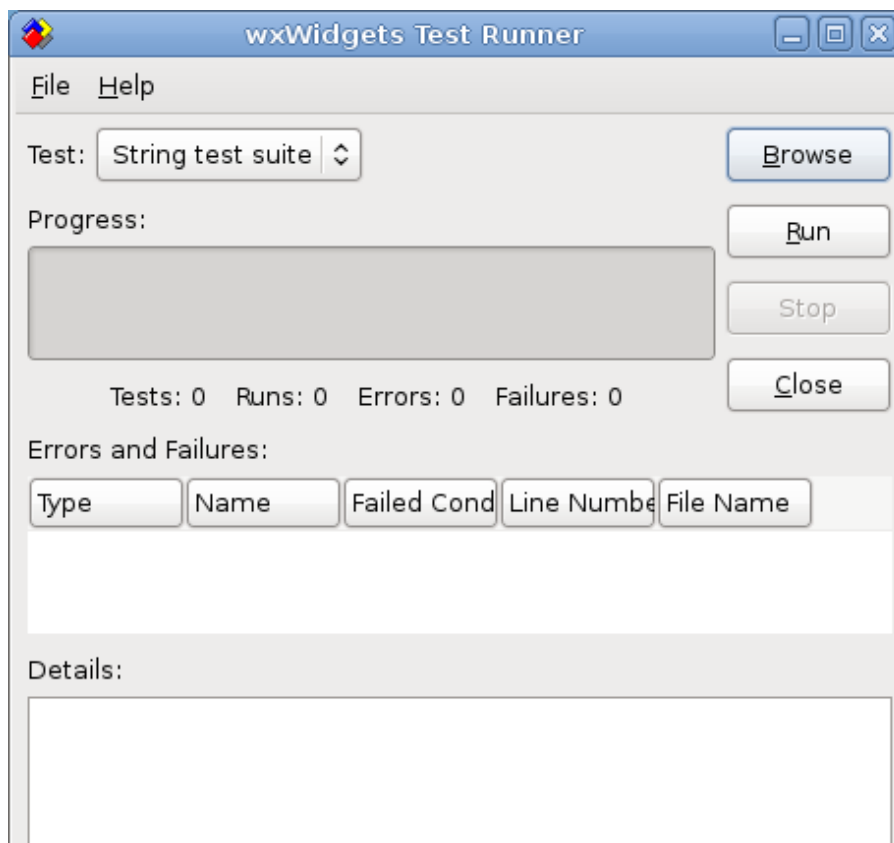 wxWidgets Test Runner
File Help
Test: String test suite Browse
Progress:
Run
Stop
Tests: 0 Runs: 0 Errors: 0 Failures: 0 Close
Errors and Failures:
Type Name Failed Cond Line Numbe File Name
Details: